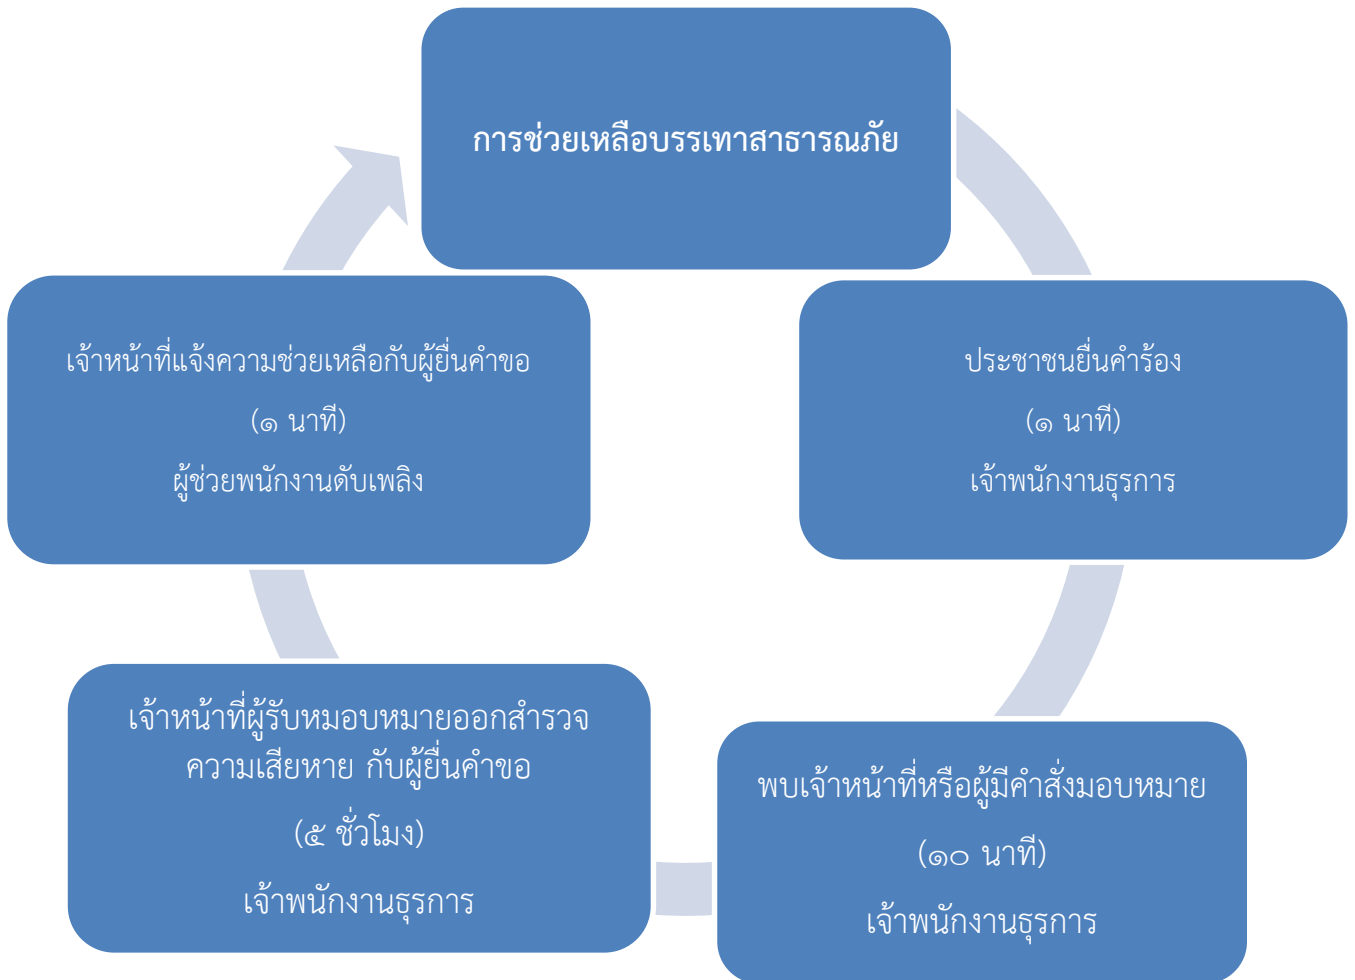 การช่วยเหลือบรรเทาสาธารณภัย
ประชาชนยื่นคำร้อง
(๑ นาที)
เจ้าพนักงานธุรการ
พบเจ้าหน้าที่หรือผู้มีคำสั่งมอบหมาย
(๑๐ นาที)
เจ้าพนักงานธุรการ
เจ้าหน้าที่ผู้รับหมอบหมายออกสำรวจ
ความเสียหาย กับผู้ยื่นคำขอ
(๕ ชั่วโมง)
เจ้าพนักงานธุรการ
เจ้าหน้าที่แจ้งความช่วยเหลือกับผู้ยื่นคำขอ
(๑ นาที)
ผู้ช่วยพนักงานดับเพลิง